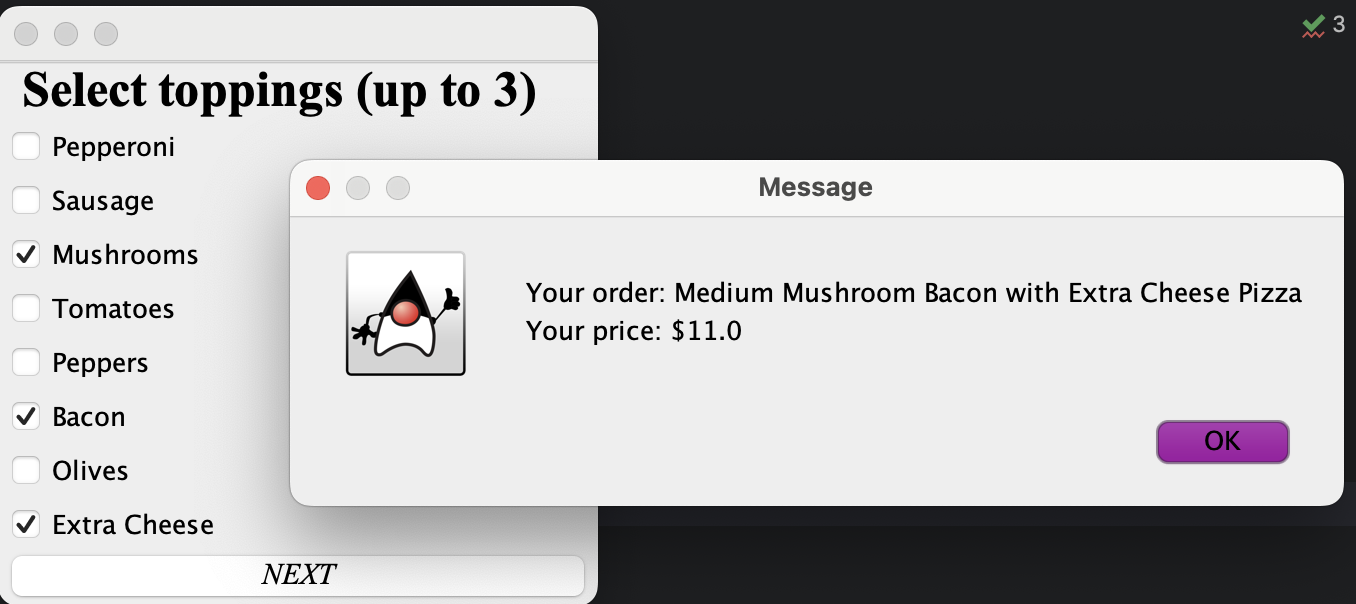 3
Select toppings (up to 3)
Pepperoni
Sausage
Mushrooms
Tomatoes
Peppers
Bacon
Olives
Extra Cheese
NEXT
Message
Your order: Medium Mushroom Bacon with Extra Cheese Pizza
Your price: $11.0
OK